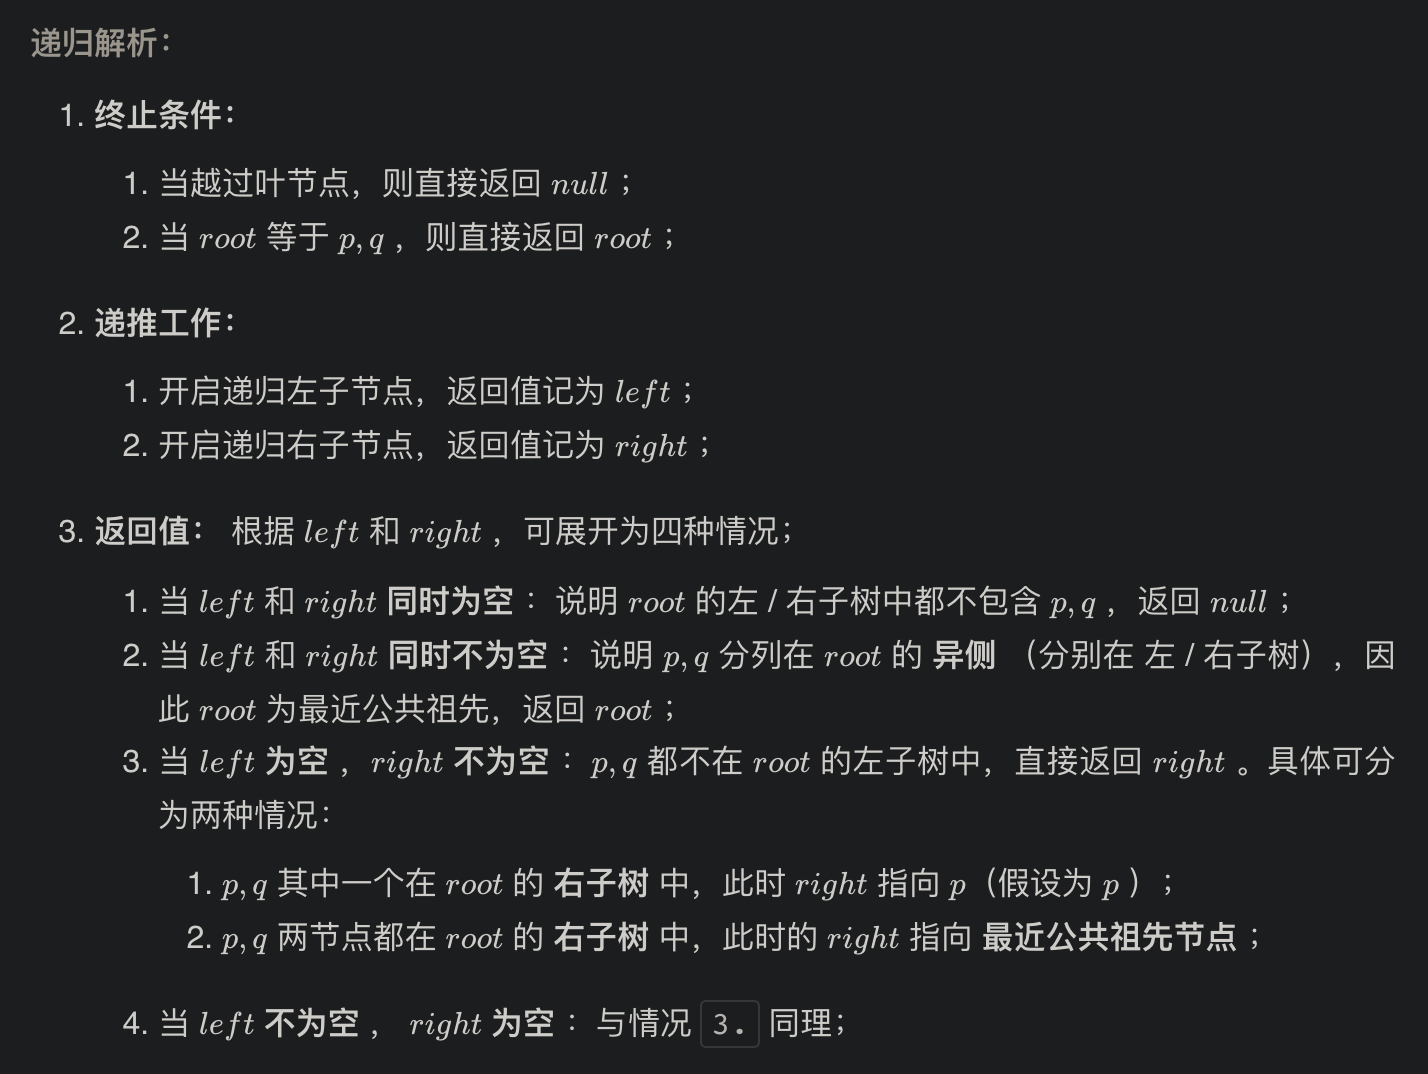 递归解析：
1. 终止条件：
1. 当越过叶节点，则直接返回 null ；
2. 当 root 等于 p, q ，则直接返回 root ；
2. 递推工作：
1. 开启递归左子节点，返回值记为 left ；
2. 开启递归右子节点，返回值记为 right ；
3. 返回值： 根据 left 和 right ，可展开为四种情况；
1. 当 left 和 right 同时为空 ：说明 root 的左 / 右子树中都不包含 p, q ，返回 null ；
2. 当 left 和 right 同时不为空 ：说明 p, q 分列在 root 的 异侧 （分别在 左 / 右子树），因
此 root 为最近公共祖先，返回 root ；
3. 当 left 为空 ，right 不为空 ：p, q 都不在 root 的左子树中，直接返回 right 。具体可分
为两种情况：
1. p, q 其中一个在 root 的 右子树 中，此时 right 指向 p（假设为 p ）；
2. p, q 两节点都在 root 的 右子树 中，此时的 right 指向 最近公共祖先节点 ；
4. 当 left 不为空 ， right 为空 ：与情况 3. 同理；